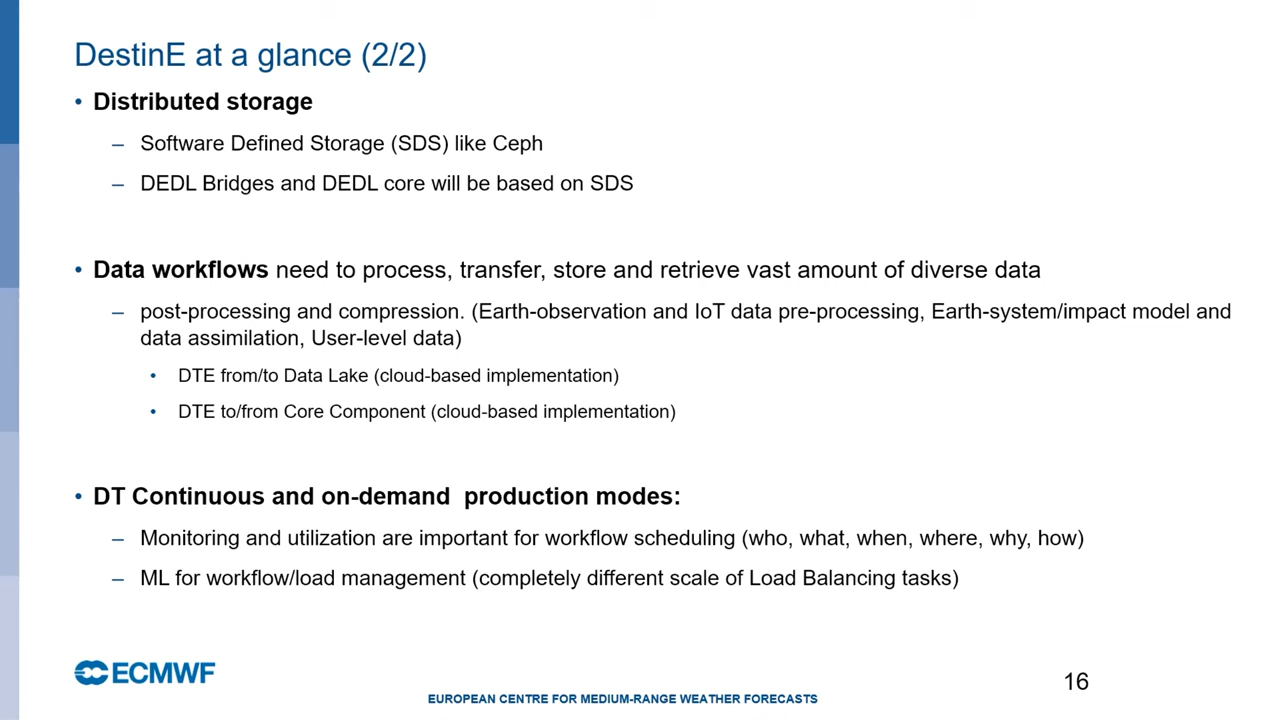 DestinE at a glance (2/2)
• Distributed storage
– Software Defined Storage (SDS) like Ceph
– DEDL Bridges and DEDL core will be based on SDS
• Data workflows need to process, transfer, store and retrieve vast amount of diverse data
– post-processing and compression. (Earth-observation and IoT data pre-processing, Earth-system/impact model and
data assimilation, User-level data)
• DTE from/to Data Lake (cloud-based implementation)
• DTE to/from Core Component (cloud-based implementation)
• DT Continuous and on-demand  production modes:
– Monitoring and utilization are important for workflow scheduling (who, what, when, where, why, how)
– ML for workflow/load management (completely different scale of Load Balancing tasks)
ECMWF
EUROPEAN CENTRE FOR MEDIUM-RANGE WEATHER FORECASTS
16